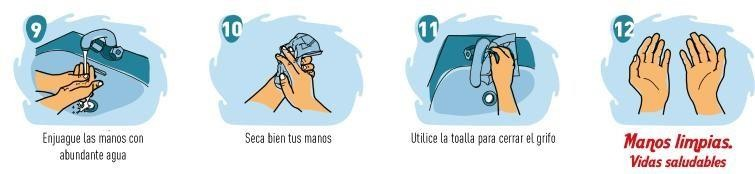 9
Enjuague las manos con
abundante agua
10
Seca bien tus manos
11
Utilice la toalla para cerrar el grifo
12
Manos limpias.
Vidas saludables